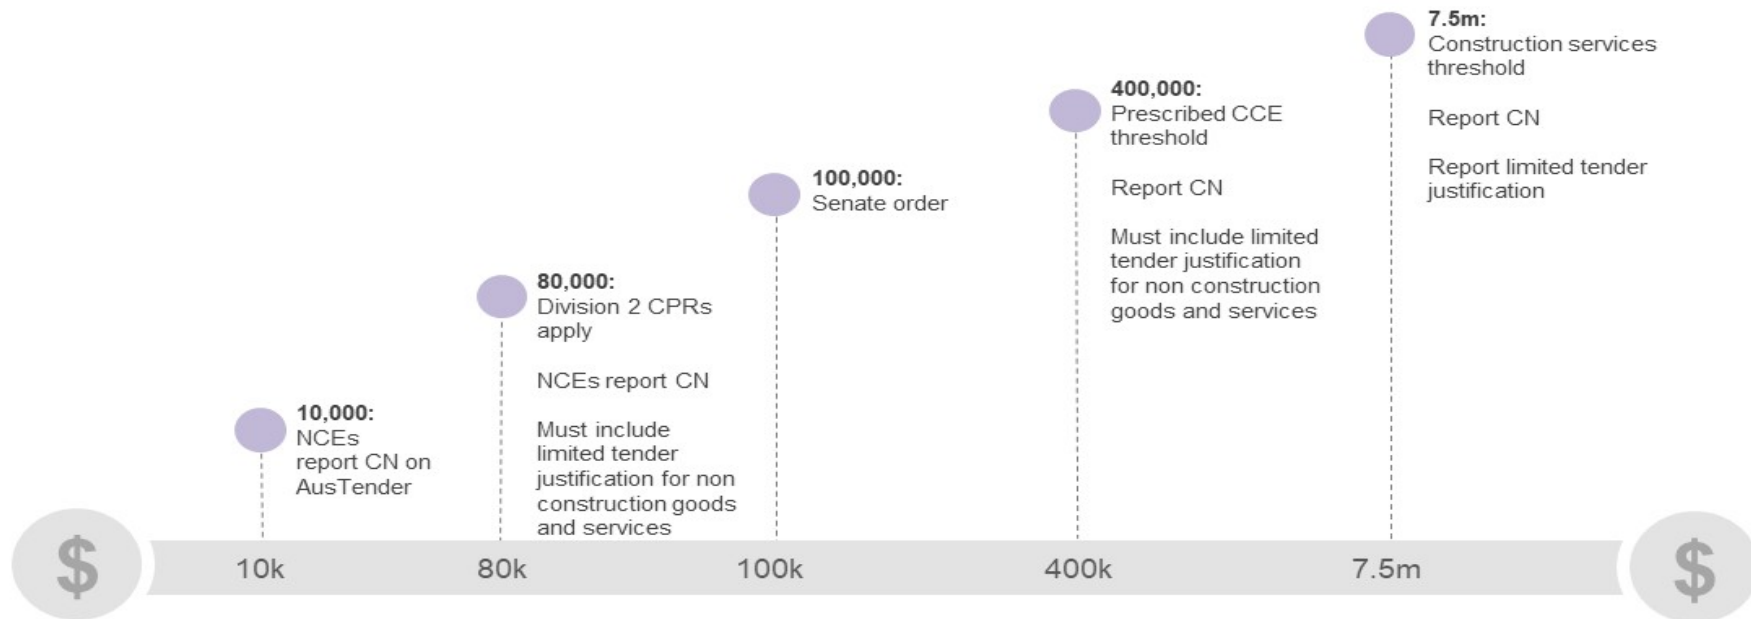 7.5m:
Construction services
threshold
Report CN
Report limited tender
justification
400,000:
Prescribed CCE
threshold
Report CN
Must include limited
tender justification
for non construction
goods and services
100,000:
Senate order
80,000:
Division 2 CPRs
apply
NCEs report CN
Must include
limited tender
justification for non
construction goods
and services
10,000:
NCEs
report CN on
AusTender
$ 10k 80k 100k 400k 7.5m $